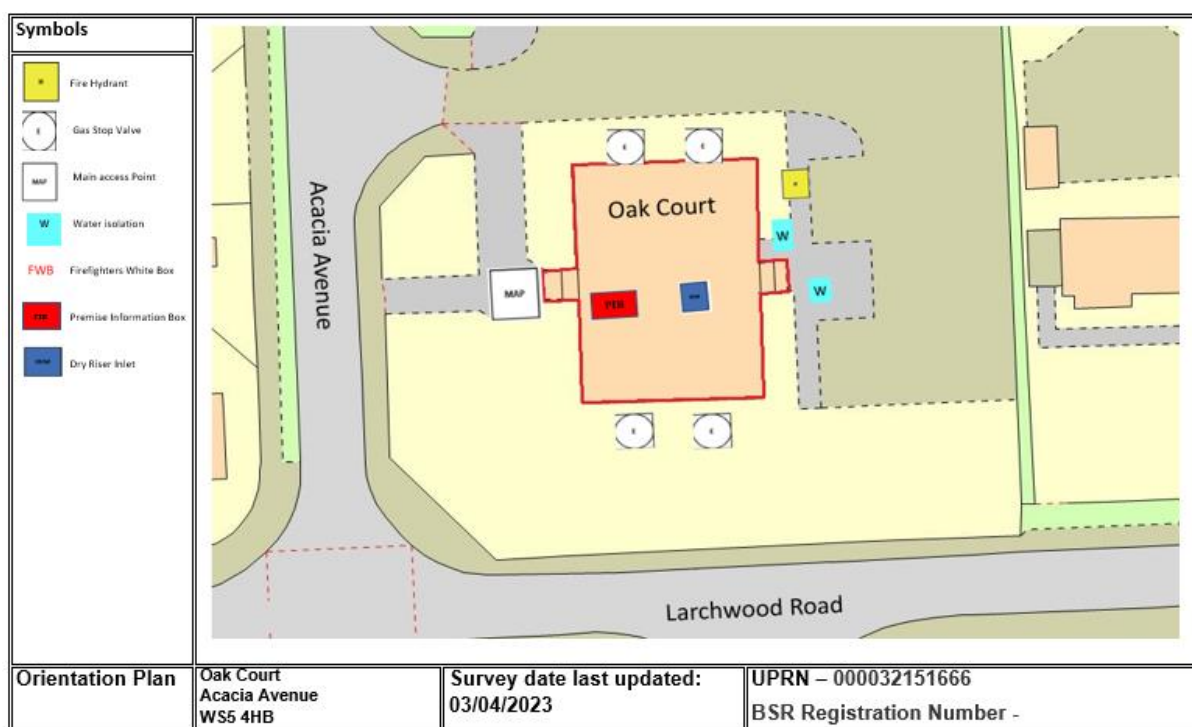 Symbols
Fire Hydrant
Gas Stop Valve
MAP
Main access Point
W
Water isolation
FWB
Firefighters White Box
Premise Information Box
Dry Riser Inlet
Acacia Avenue
Oak Court
W
W
MAP
PIB
Larchwood Road
Orientation Plan
Oak Court
Acacia Avenue
WS5 4HB
Survey date last updated:
03/04/2023
UPRN – 000032151666
BSR Registration Number -